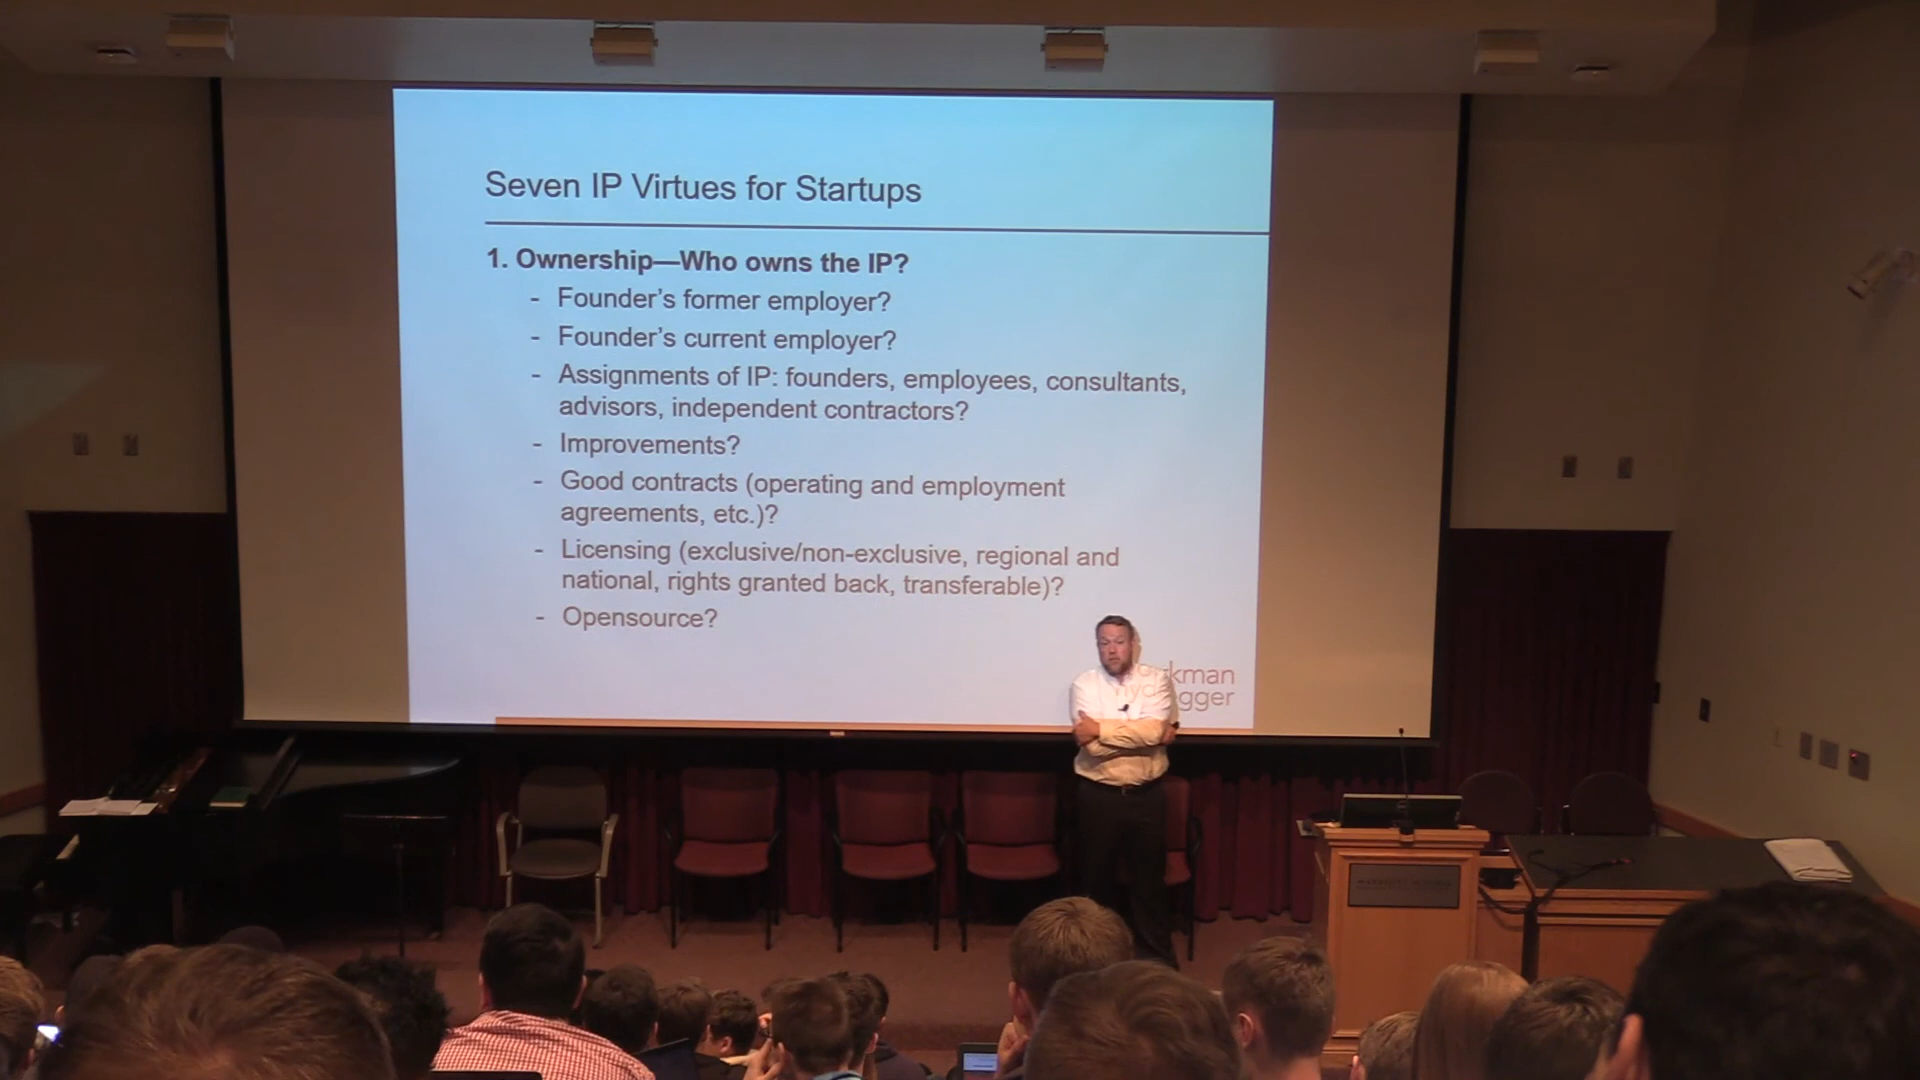 Seven IP Virtues for Startups
1. Ownership—Who owns the IP?
- Founder's former employer?
- Founder's current employer?
- Assignments of IP: founders, employees, consultants,
advisors, independent contractors?
- Improvements?
- Good contracts (operating and employment
agreements, etc.)?
- Licensing (exclusive/non-exclusive, regional and
national, rights granted back, transferable)?
- Opensource?